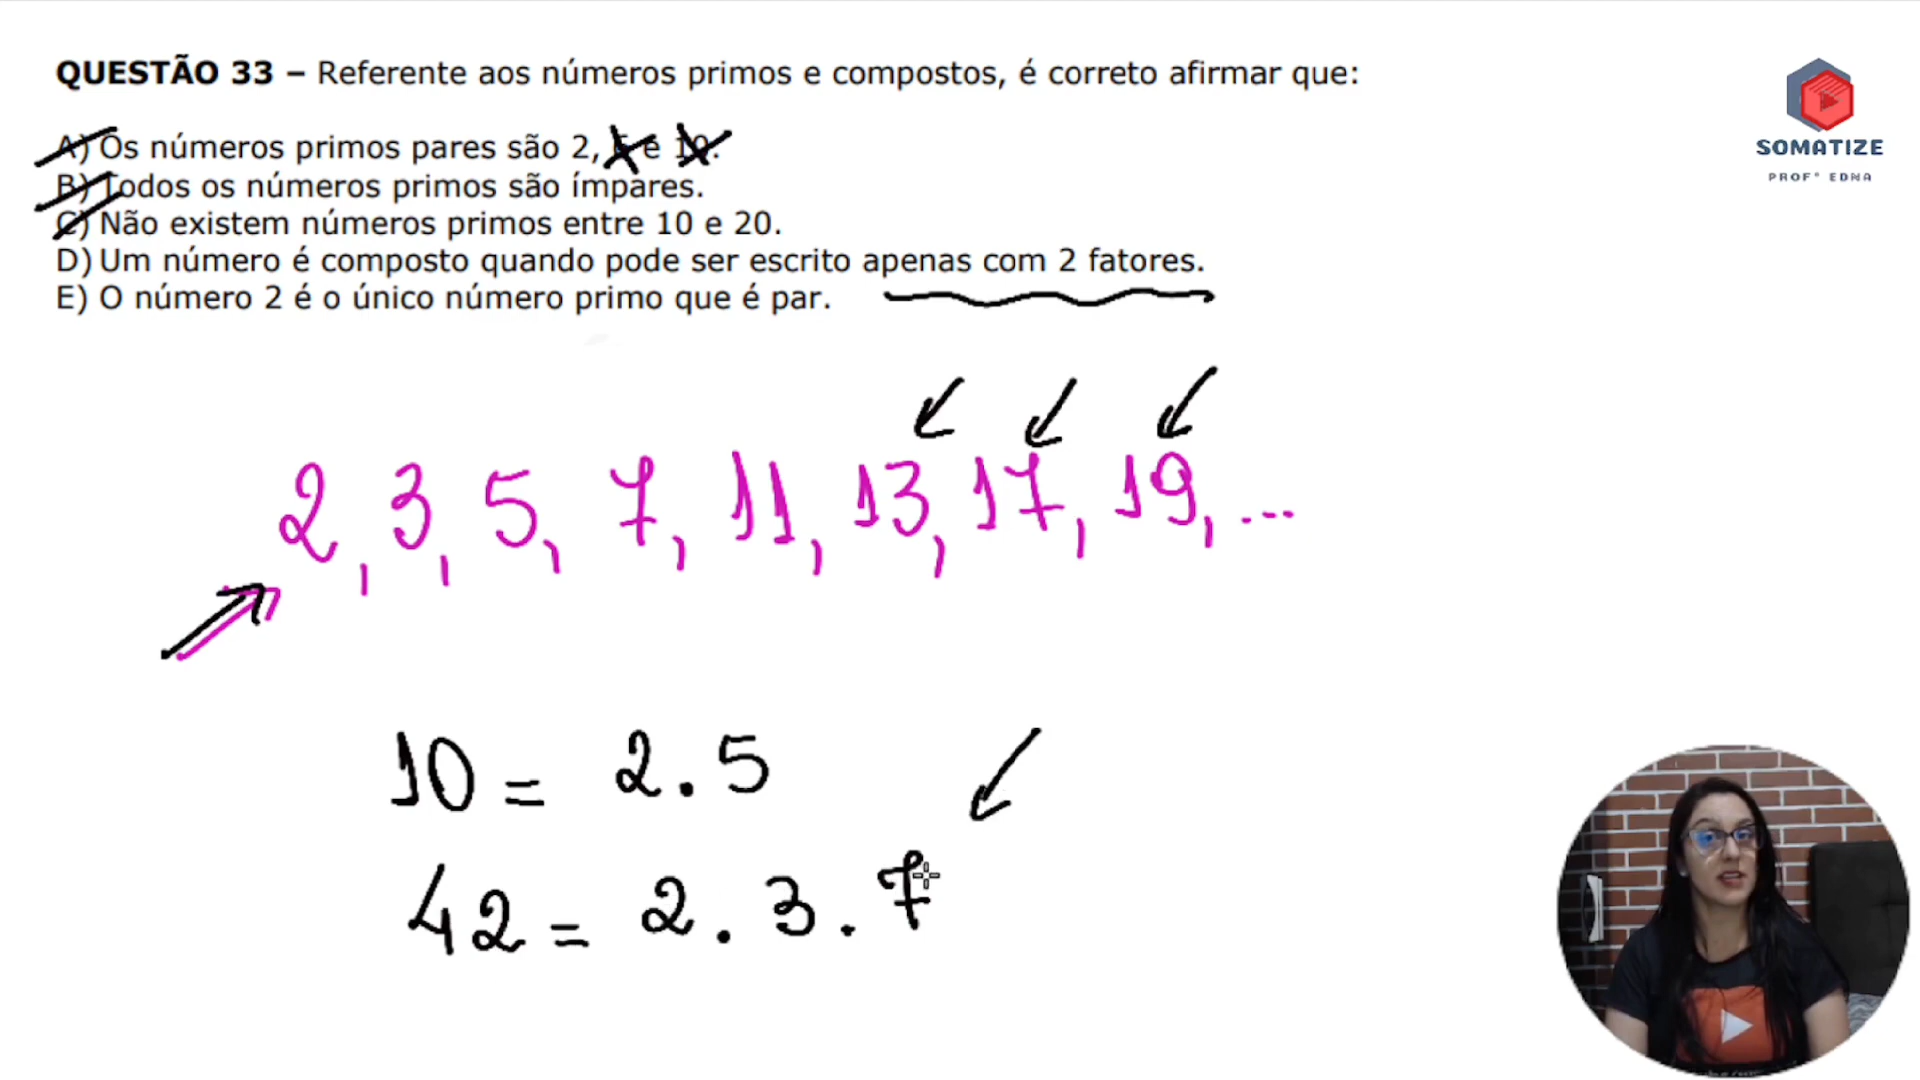 QUESTÃO 33 – Referente aos números primos e compostos, é correto afirmar que:
A) Os números primos pares são 2, 6 e 10.
B) Todos os números primos são ímpares.
C) Não existem números primos entre 10 e 20.
D) Um número é composto quando pode ser escrito apenas com 2 fatores.
E) O número 2 é o único número primo que é par.
SOMATIZE
PROFª EDNA
2, 3, 5, 7, 11, 13, 17, 19, ...
10 = 2 . 5
42 = 2 . 3 . 7